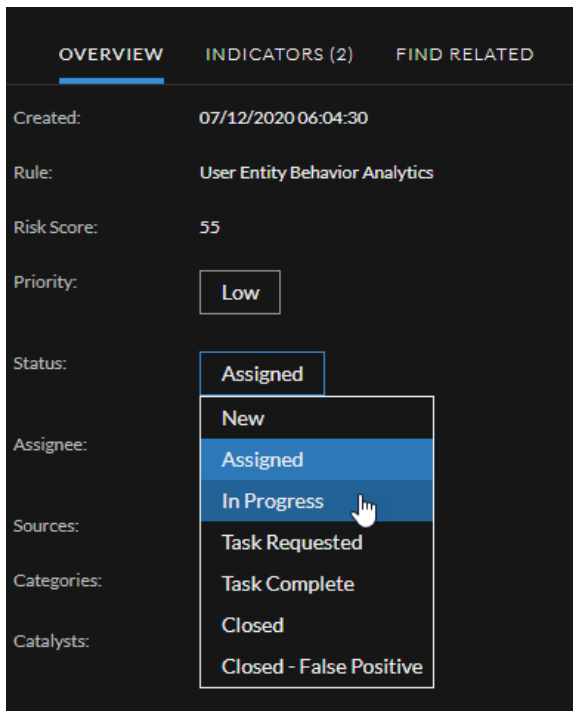 OVERVIEW INDICATORS (2) FIND RELATED
Created: 07/12/2020 06:04:30
Rule: User Entity Behavior Analytics
Risk Score: 55
Priority: Low
Status: Assigned
New
Assignee:
Assigned
In Progress
Sources:
Task Requested
Categories:
Task Complete
Closed
Catalysts:
Closed - False Positive